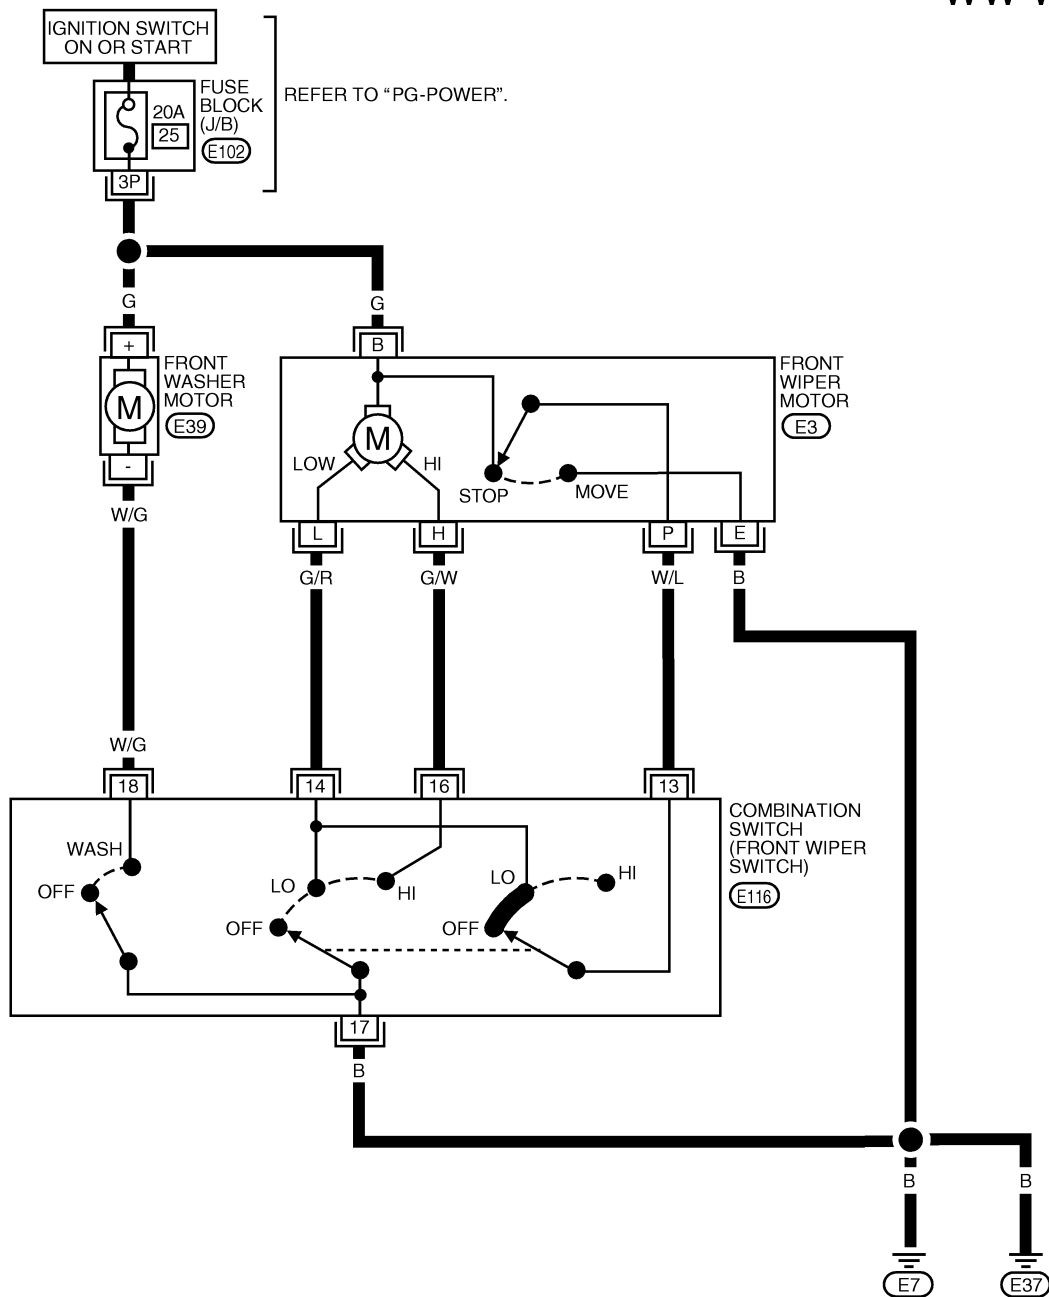 IGNITION SWITCH
ON OR START
FUSE
BLOCK
(J/B)
E102
20A
25
REFER TO “PG-POWER”.
3P
G
G
+
B
FRONT
WASHER
MOTOR
E39
M
-
W/G
FRONT
WIPER
MOTOR
E3
M
LOW
HI
STOP
MOVE
L
H
P
E
G/R
G/W
W/L
B
W/G
18
14
16
13
COMBINATION
SWITCH
(FRONT WIPER
SWITCH)
E116
WASH
OFF
LO
HI
OFF
LO
HI
OFF
17
B
B
B
E7
E37